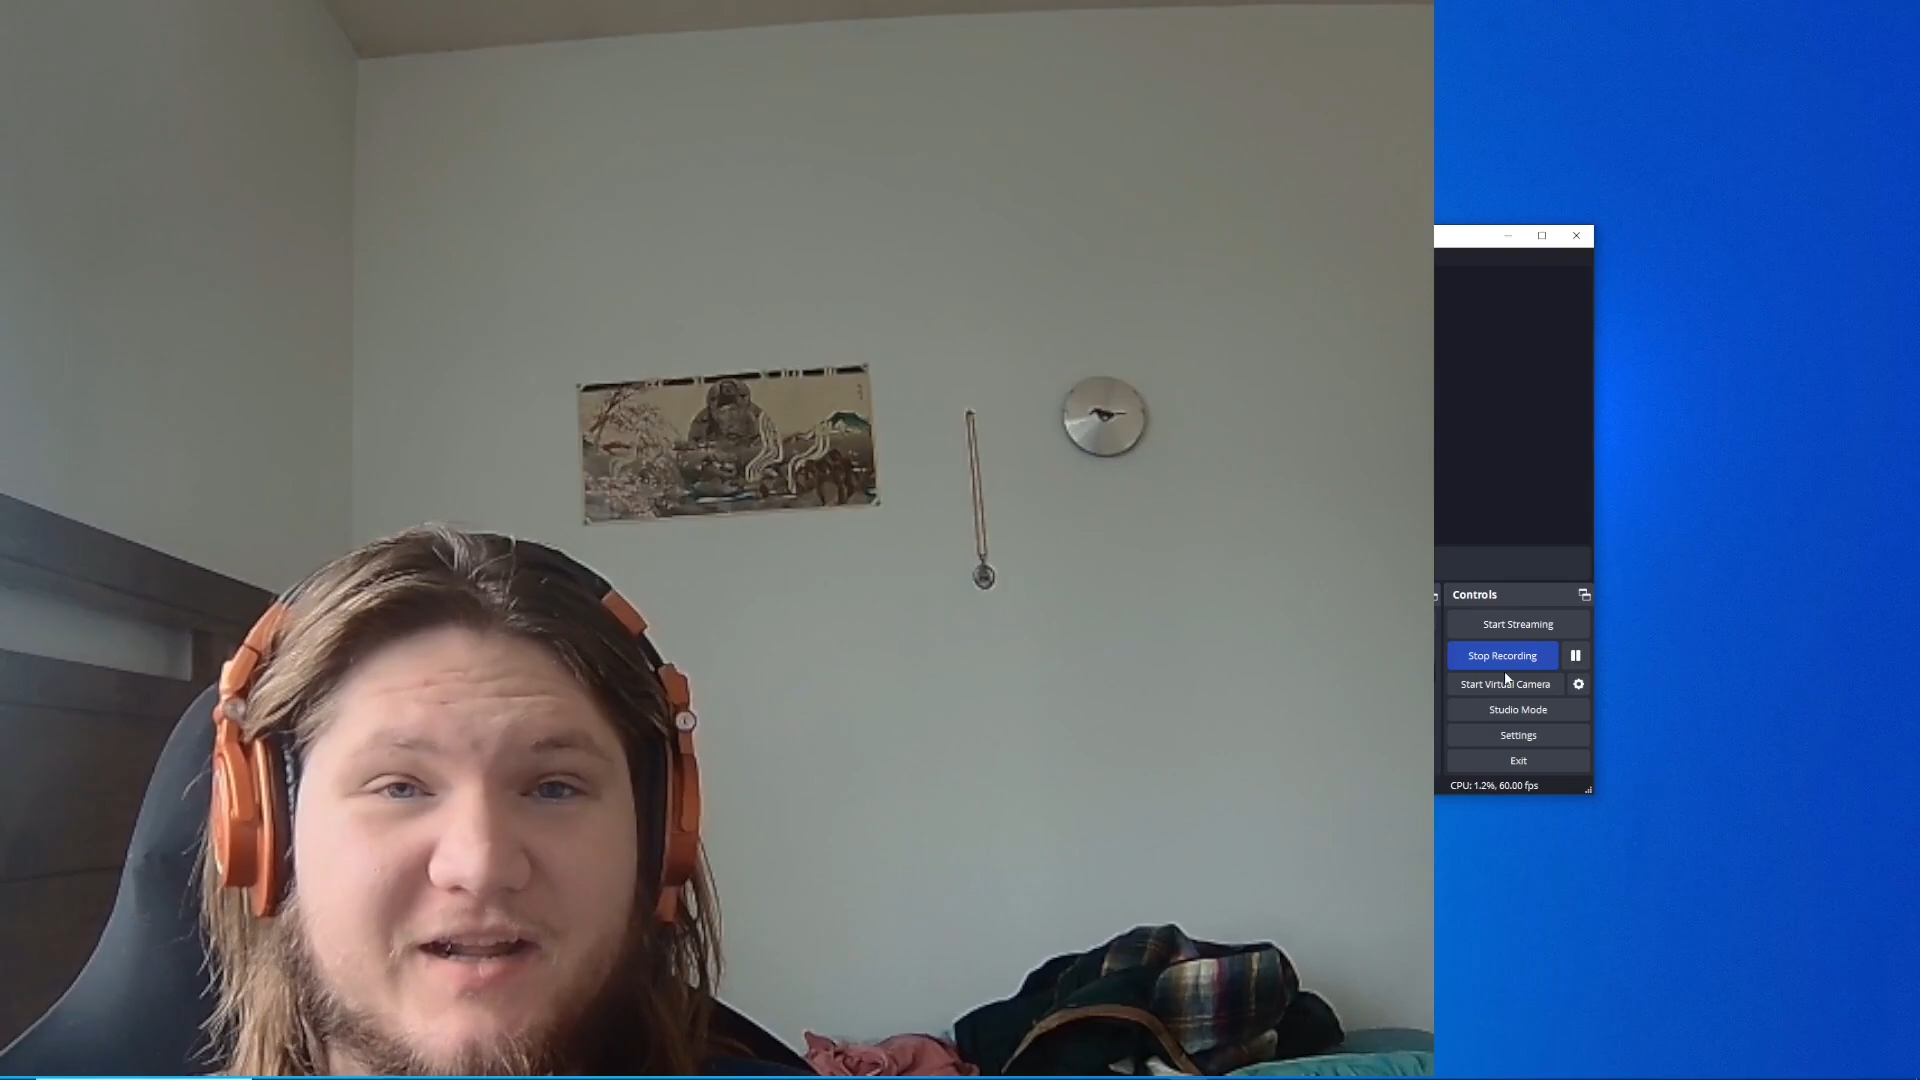 Controls
Start Streaming
Stop Recording
Start Virtual Camera
Studio Mode
Settings
Exit
CPU: 1.2%, 60.00 fps